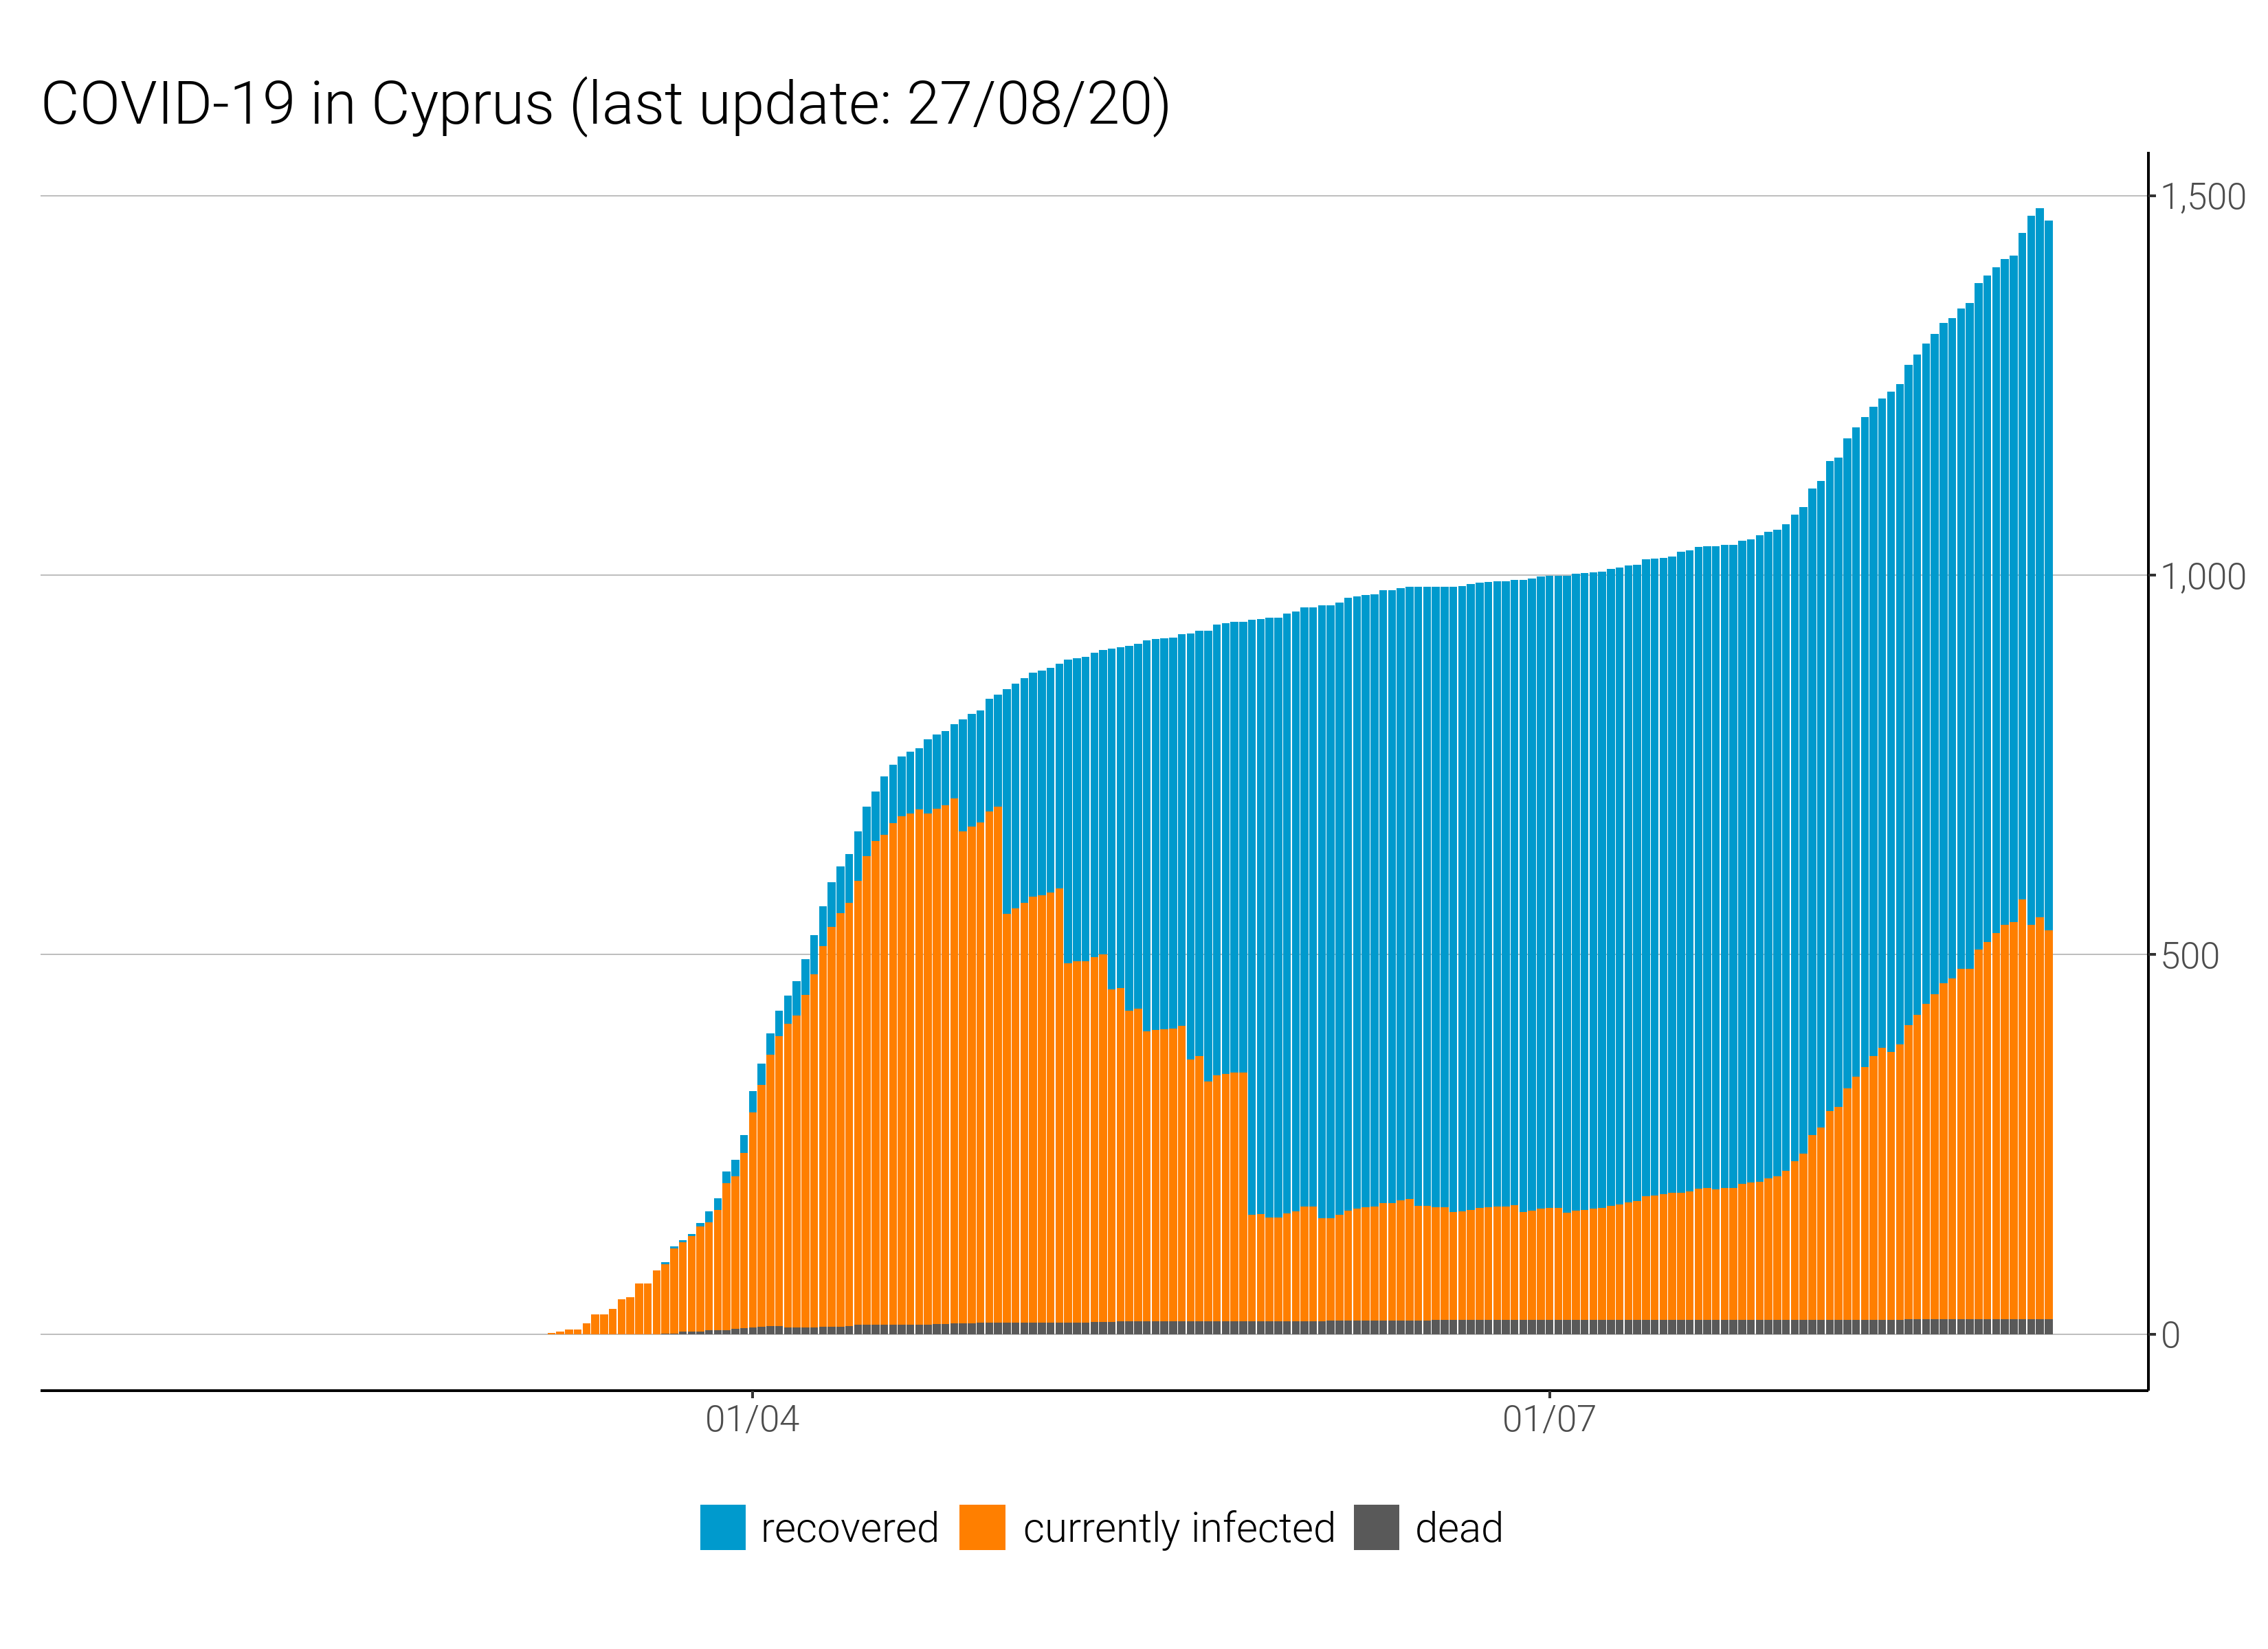 COVID-19 in Cyprus (last update: 27/08/20)
1,500
1,000
500
0
01/04 01/07
recovered currently infected dead